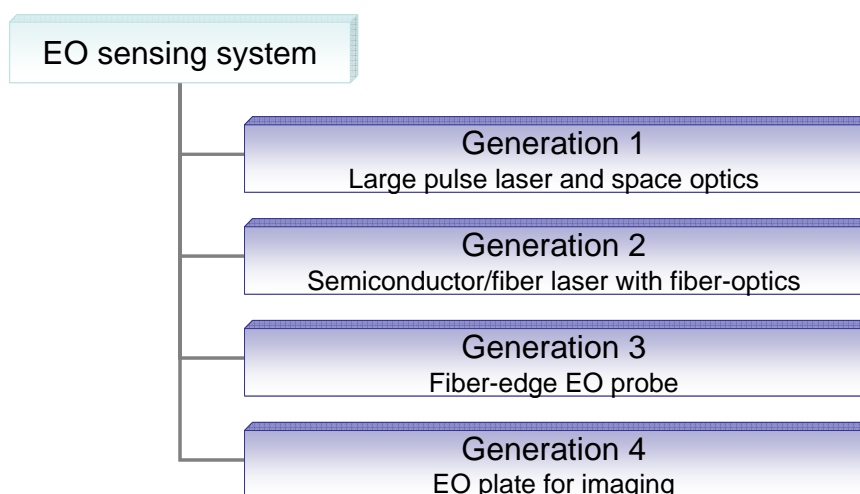 EO sensing system
Generation 1
Large pulse laser and space optics
Generation 2
Semiconductor/fiber laser with fiber-optics
Generation 3
Fiber-edge EO probe
Generation 4
EO plate for imaging